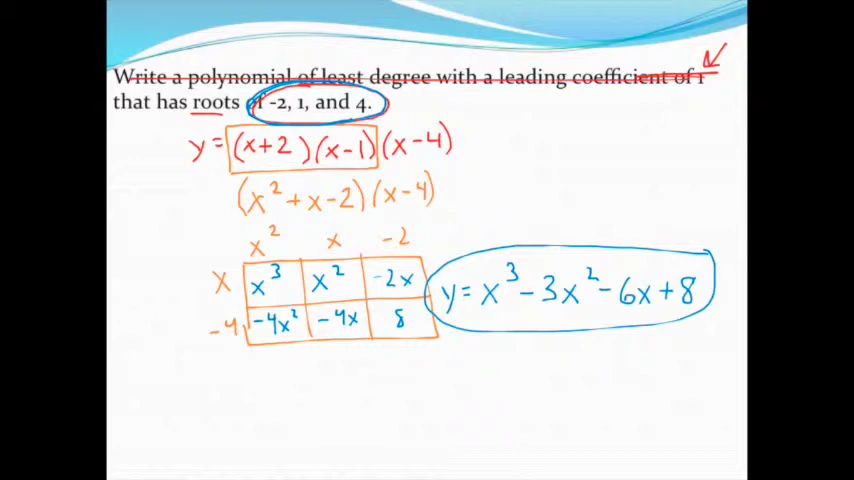 Write a polynomial of least degree with a leading coefficient of 1
that has roots of -2, 1, and 4.
y = (x+2)(x-1)(x-4)
(x² + x - 2)(x-4)
x² x -2
x x³ x² -2x
-4 -4x² -4x 8
y = x³ - 3x² - 6x + 8